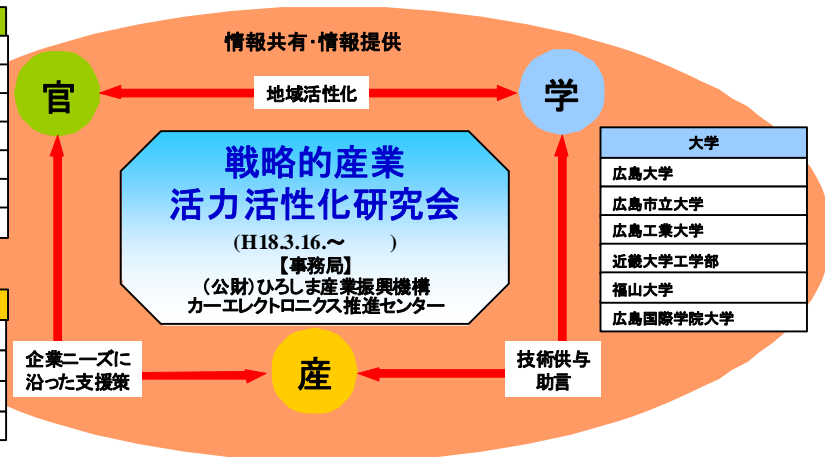 情報共有・情報提供
官
地域活性化
学
戦略的産業
活力活性化研究会
(H18.3.16.～　　)
【事務局】
(公財)ひろしま産業振興機構
カーエレクトロニクス推進センター
大学
広島大学
広島市立大学
広島工業大学
近畿大学工学部
福山大学
広島国際学院大学
企業ニーズに
沿った支援策
産
技術供与
助言